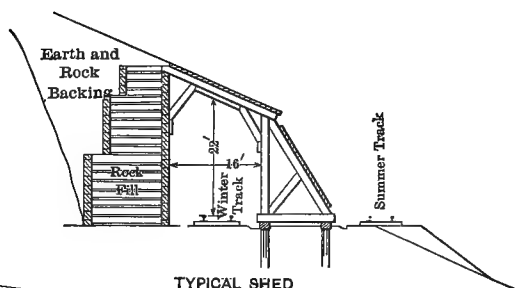 Earth and
Rock
Backing
Rock
Fill
22'
16'
Winter
Track
Summer Track
TYPICAL SHED